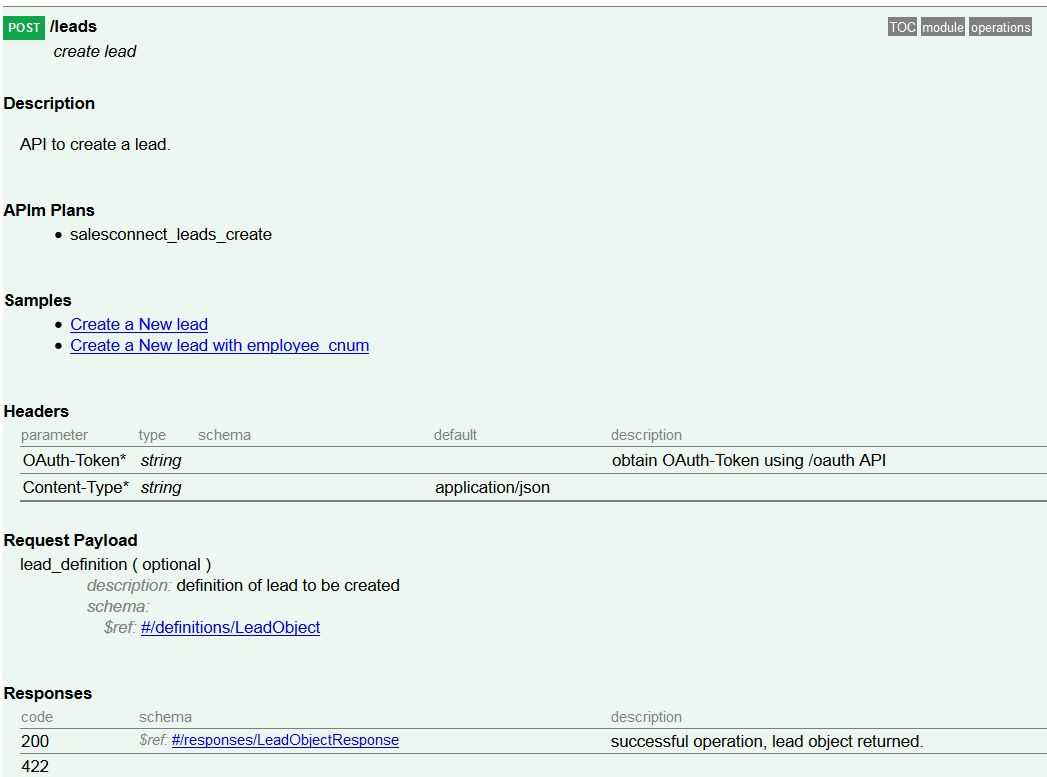 POST /leads TOC module operations
create lead
Description
API to create a lead.
APIm Plans
• salesconnect_leads_create
Samples
• Create a New lead
• Create a New lead with employee_cnum
Headers
parameter type schema default description
OAuth-Token* string obtain OAuth-Token using /oauth API
Content-Type* string application/json
Request Payload
lead_definition ( optional )
description: definition of lead to be created
schema:
$ref: #/definitions/LeadObject
Responses
code schema description
200 $ref: #/responses/LeadObjectResponse successful operation, lead object returned.
422